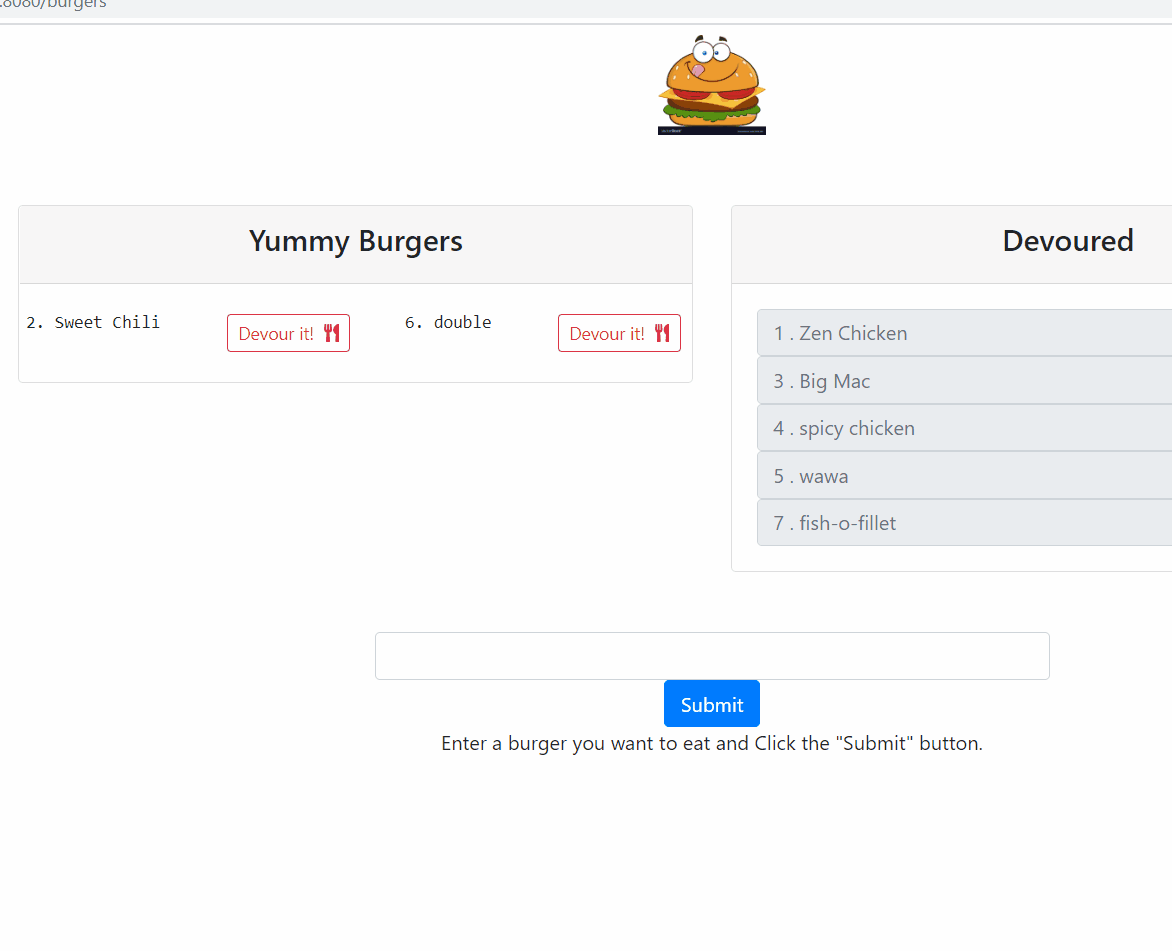 :8080/burgers
Yummy Burgers
2. Sweet Chili Devour it! 6. double Devour it!
Devoured
1 . Zen Chicken
3 . Big Mac
4 . spicy chicken
5 . wawa
7 . fish-o-fillet
Submit
Enter a burger you want to eat and Click the "Submit" button.